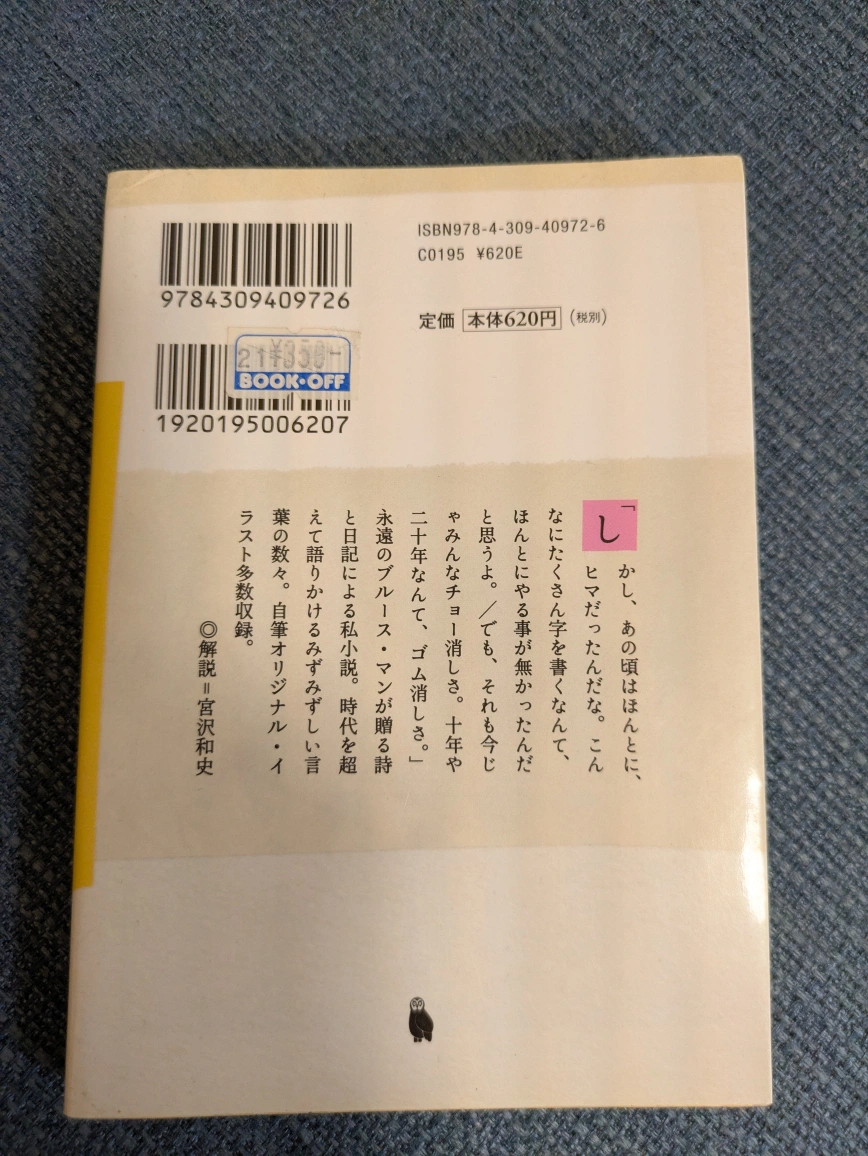 9784309409726
ISBN978-4-309-40972-6
C0195 ¥620E
定価 本体620円(税別)
BOOK・OFF
1920195006207
「しかし、あの頃はほんとに、
ヒマだったんだな。こん
なにたくさん字を書くなんて、
ほんとにやる事が無かったんだ
と思うよ。/でも、それも今じ
ゃみんなチョー消しさ。十年や
二十年なんて、ゴム消しさ。」
永遠のブルース・マンが贈る詩
と日記による私小説。時代を超
えて語りかけるみずみずしい言
葉の数々。自筆オリジナル・イ
ラスト多数収録。
◎解説=宮沢和史